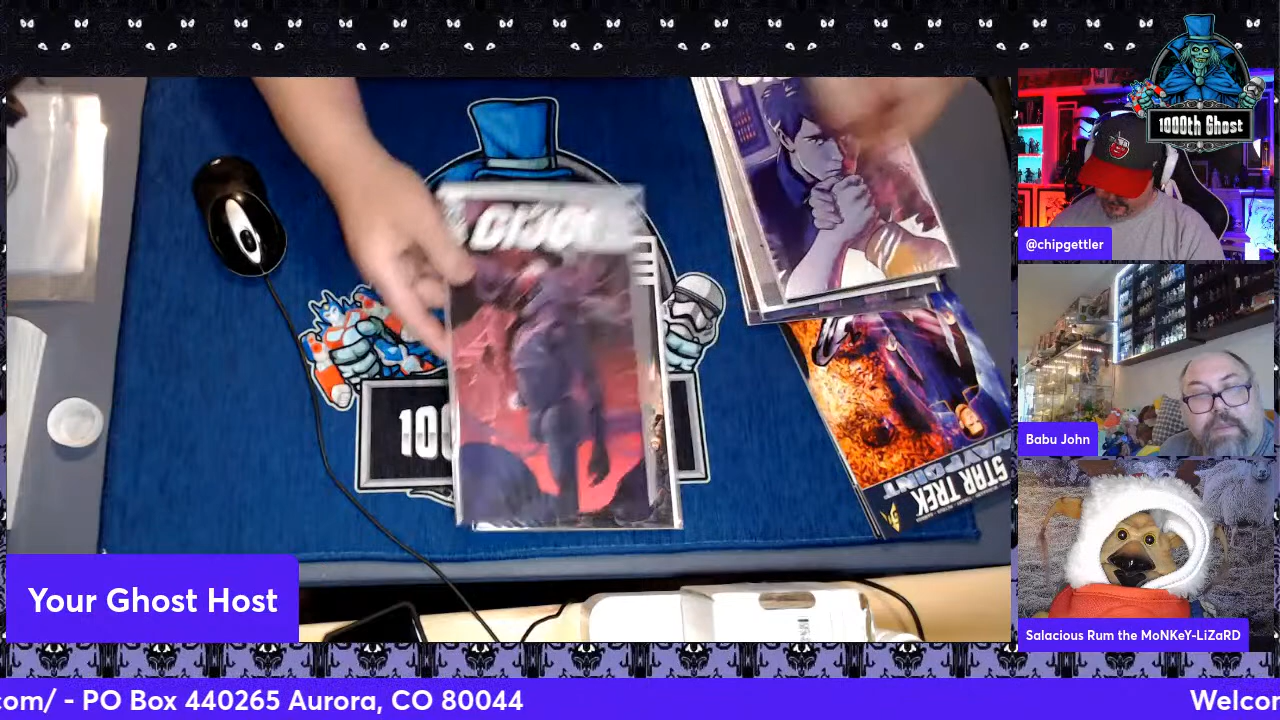 1000th Ghost
@chipgettler
Babu John
Salacious Rum the MoNKeY-LiZaRD
GIJOE
100
STAR TREK
WAYPOINT
Your Ghost Host
com/ - PO Box 440265 Aurora, CO 80044
Welcor